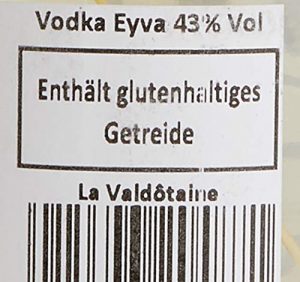 Vodka Eyva 43% Vol
Enthält glutenhaltiges
Getreide
La Valdôtaine